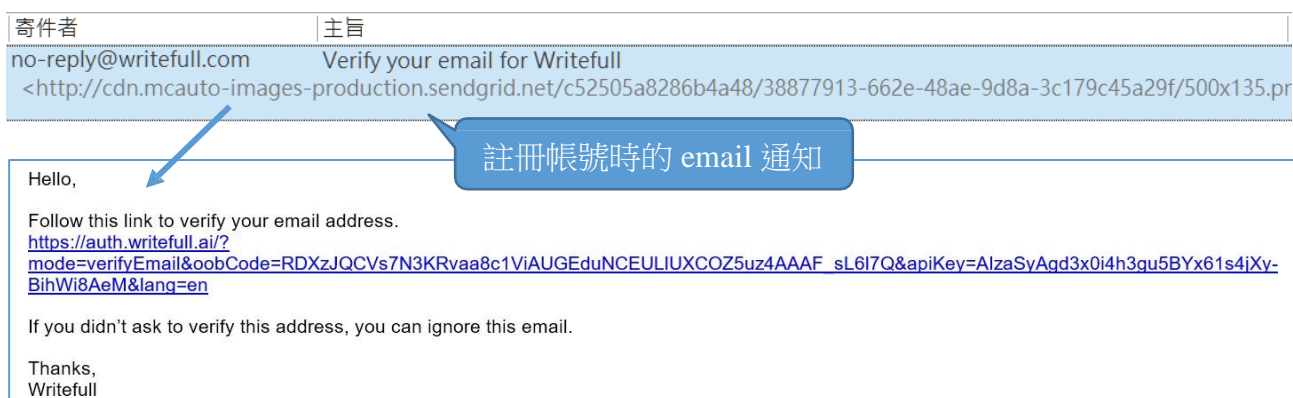 寄件者 主旨
no-reply@writefull.com Verify your email for Writefull
<http://cdn.mcauto-images-production.sendgrid.net/c52505a8286b4a48/38877913-662e-48ae-9d8a-3c179c45a29f/500x135.pr
註冊帳號時的 email 通知
Hello,
Follow this link to verify your email address.
https://auth.writefull.ai/?
mode=verifyEmail&oobCode=RDXzJQCVs7N3KRvaa8c1ViAUGEduNCEULIUXCOZ5uz4AAAF_sL6l7Q&apiKey=AIzaSyAgd3x0i4h3gu5BYx61s4jXy-
BihWi8AeM&lang=en
If you didn’t ask to verify this address, you can ignore this email.
Thanks,
Writefull